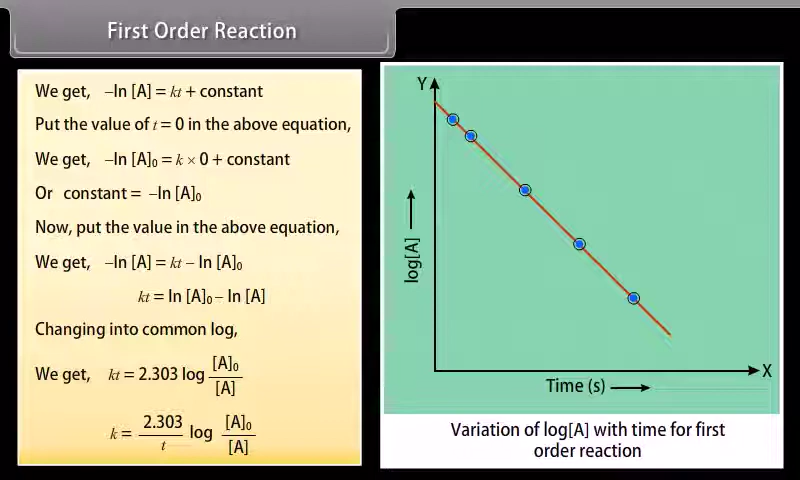 First Order Reaction
We get, –ln [A] = kt + constant
Put the value of t = 0 in the above equation,
We get, –ln [A]₀ = k × 0 + constant
Or constant = –ln [A]₀
Now, put the value in the above equation,
We get, –ln [A] = kt – ln [A]₀
kt = ln [A]₀ – ln [A]
Changing into common log,
We get, kt = 2.303 log [A]₀/[A]
k = 2.303/t log [A]₀/[A]
Y
log[A]
X
Time (s)
Variation of log[A] with time for first
order reaction